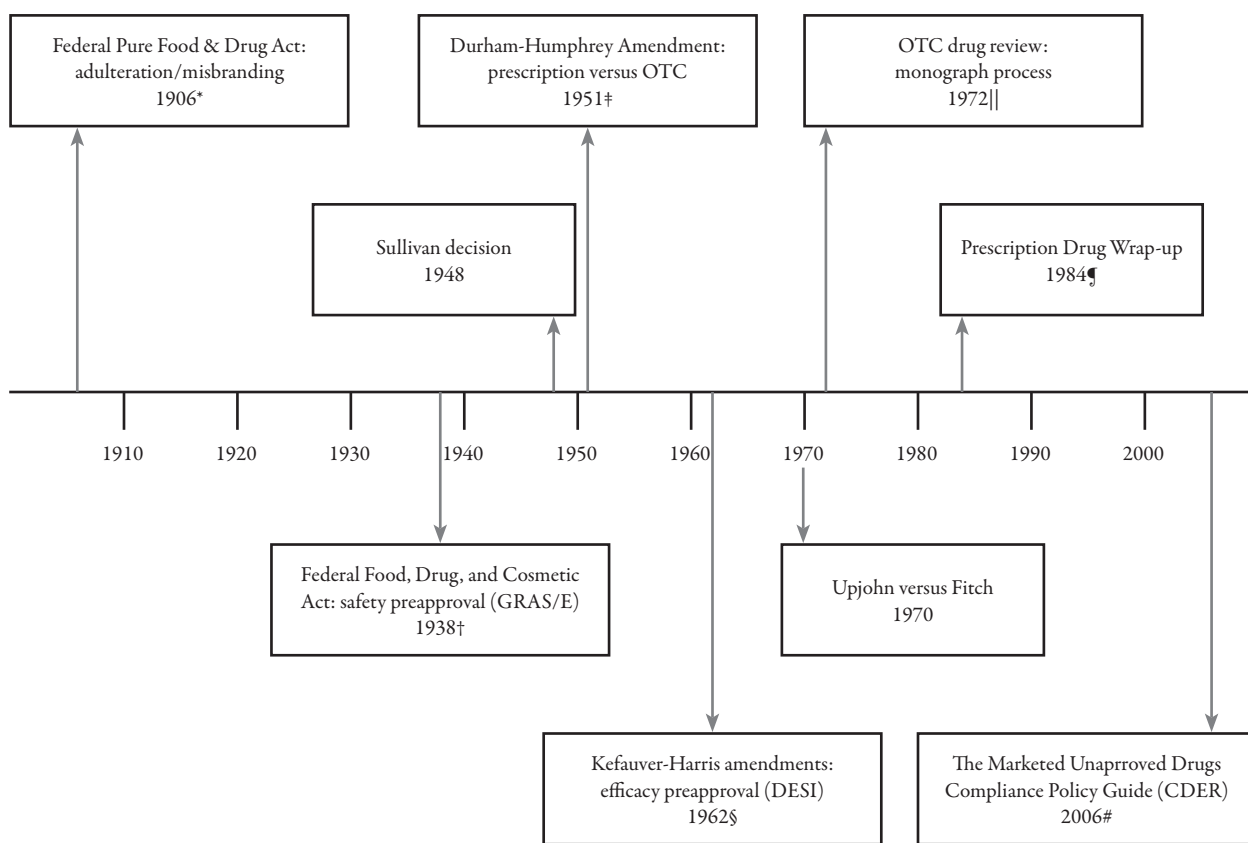 Federal Pure Food & Drug Act:
adulteration/misbranding
1906*
Durham-Humphrey Amendment:
prescription versus OTC
1951‡
OTC drug review:
monograph process
1972||
Sullivan decision
1948
Prescription Drug Wrap-up
1984¶
1910
1920
1930
1940
1950
1960
1970
1980
1990
2000
Federal Food, Drug, and Cosmetic
Act: safety preapproval (GRAS/E)
1938†
Upjohn versus Fitch
1970
Kefauver-Harris amendments:
efficacy preapproval (DESI)
1962§
The Marketed Unaprroved Drugs
Compliance Policy Guide (CDER)
2006#